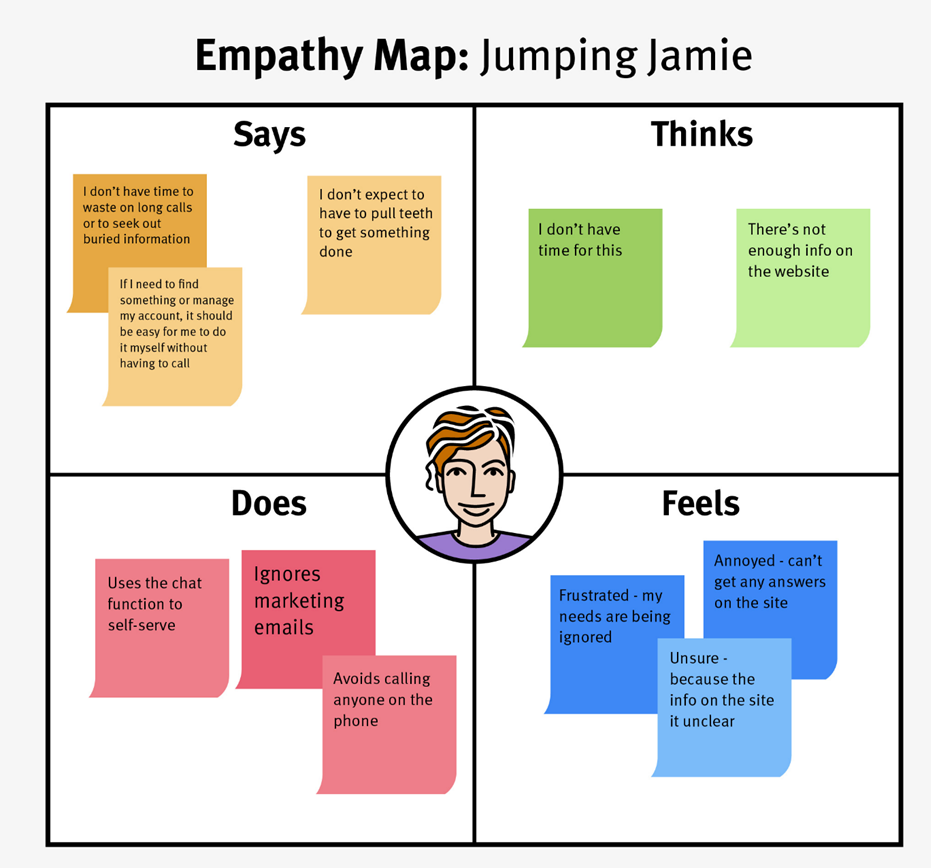 Empathy Map: Jumping Jamie
Says
I don't have time to
waste on long calls
or to seek out
buried information
If I need to find
something or manage
my account, it should
be easy for me to do
it myself without
having to call
I don't expect to
have to pull teeth
to get something
done
Thinks
I don't have
time for this
There's not
enough info on
the website
Does
Uses the chat
function to
self-serve
Ignores
marketing
emails
Avoids calling
anyone on the
phone
Feels
Frustrated - my
needs are being
ignored
Annoyed - can't
get any answers
on the site
Unsure -
because the
info on the site
it unclear